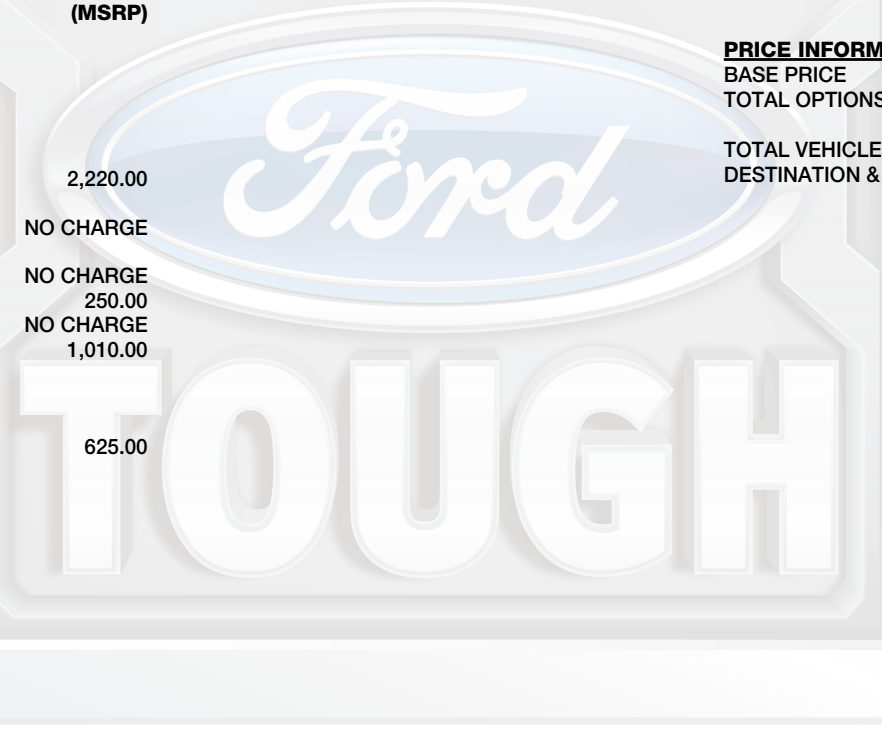 (MSRP)
2,220.00
NO CHARGE
NO CHARGE
250.00
NO CHARGE
1,010.00
625.00
PRICE INFORM
BASE PRICE
TOTAL OPTIONS
TOTAL VEHICLE
DESTINATION &
Ford
TOUGH